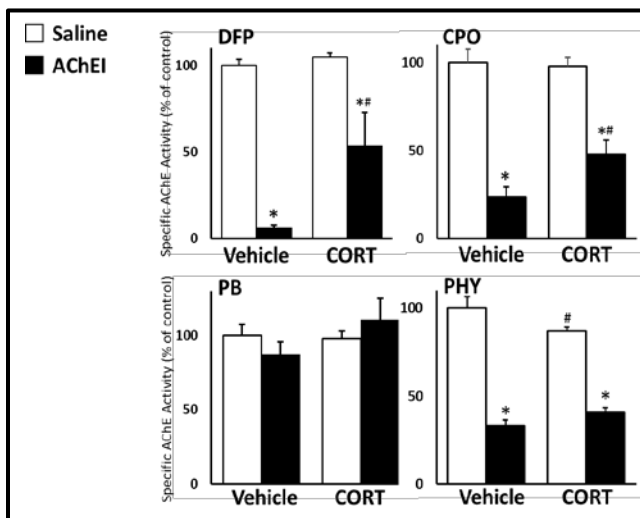 Saline
AChEI
DFP
Specific AChE Activity (% of control)
100
50
0
*
*#
Vehicle
CORT
CPO
100
50
0
*
*#
Vehicle
CORT
PB
Specific AChE Activity (% of control)
100
50
0
Vehicle
CORT
PHY
100
50
0
*
#
*
Vehicle
CORT